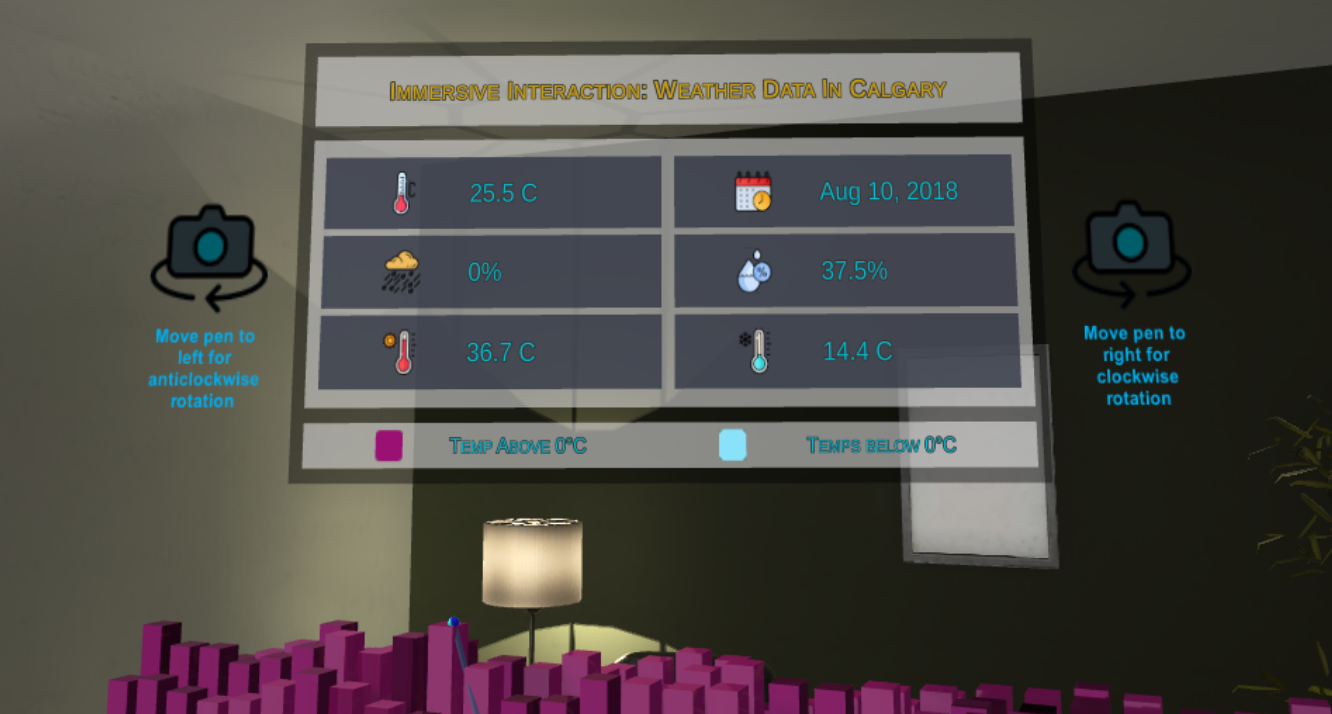 Immersive Interaction: Weather Data In Calgary
C
25.5 C
Aug 10, 2018
0%
%
37.5%
36.7 C
14.4 C
Move pen to
left for
anticlockwise
rotation
Move pen to
right for
clockwise
rotation
Temp Above 0°C
Temps below 0°C